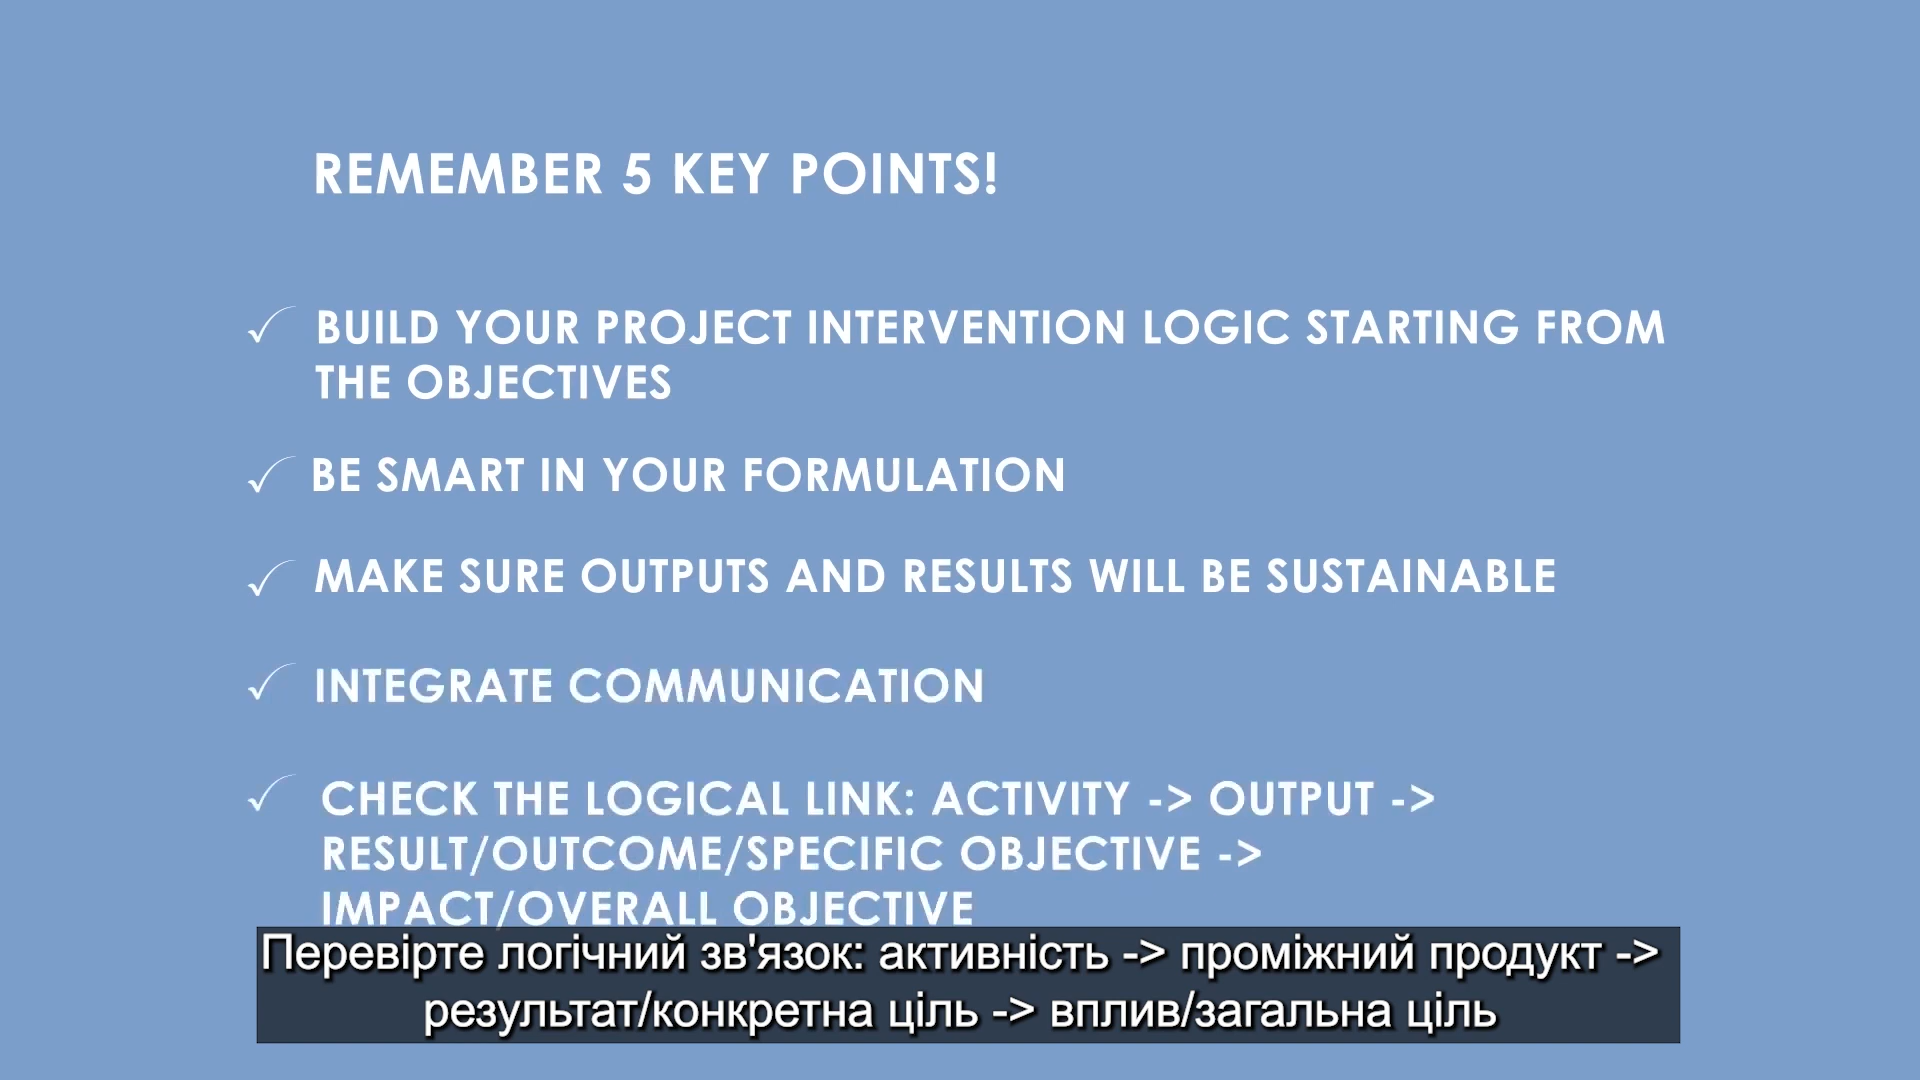 REMEMBER 5 KEY POINTS!
BUILD YOUR PROJECT INTERVENTION LOGIC STARTING FROM
THE OBJECTIVES
BE SMART IN YOUR FORMULATION
MAKE SURE OUTPUTS AND RESULTS WILL BE SUSTAINABLE
INTEGRATE COMMUNICATION
CHECK THE LOGICAL LINK: ACTIVITY -> OUTPUT ->
RESULT/OUTCOME/SPECIFIC OBJECTIVE ->
IMPACT/OVERALL OBJECTIVE
Перевірте логічний зв'язок: активність -> проміжний продукт ->
результат/конкретна ціль -> вплив/загальна ціль